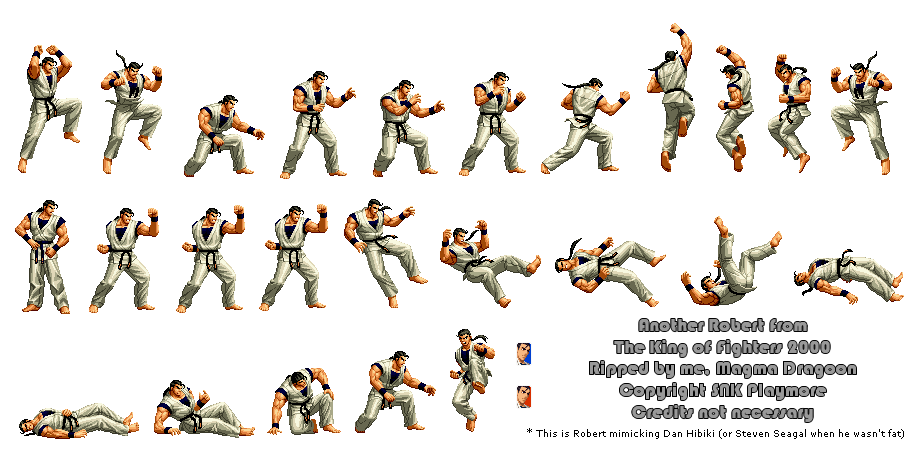 Another Robert from
The King of Fighters 2000
Ripped by me, Magma Dragoon
Copyright SNK Playmore
Credits not necessary
* This is Robert mimicking Dan Hibiki (or Steven Seagal when he wasn't fat)